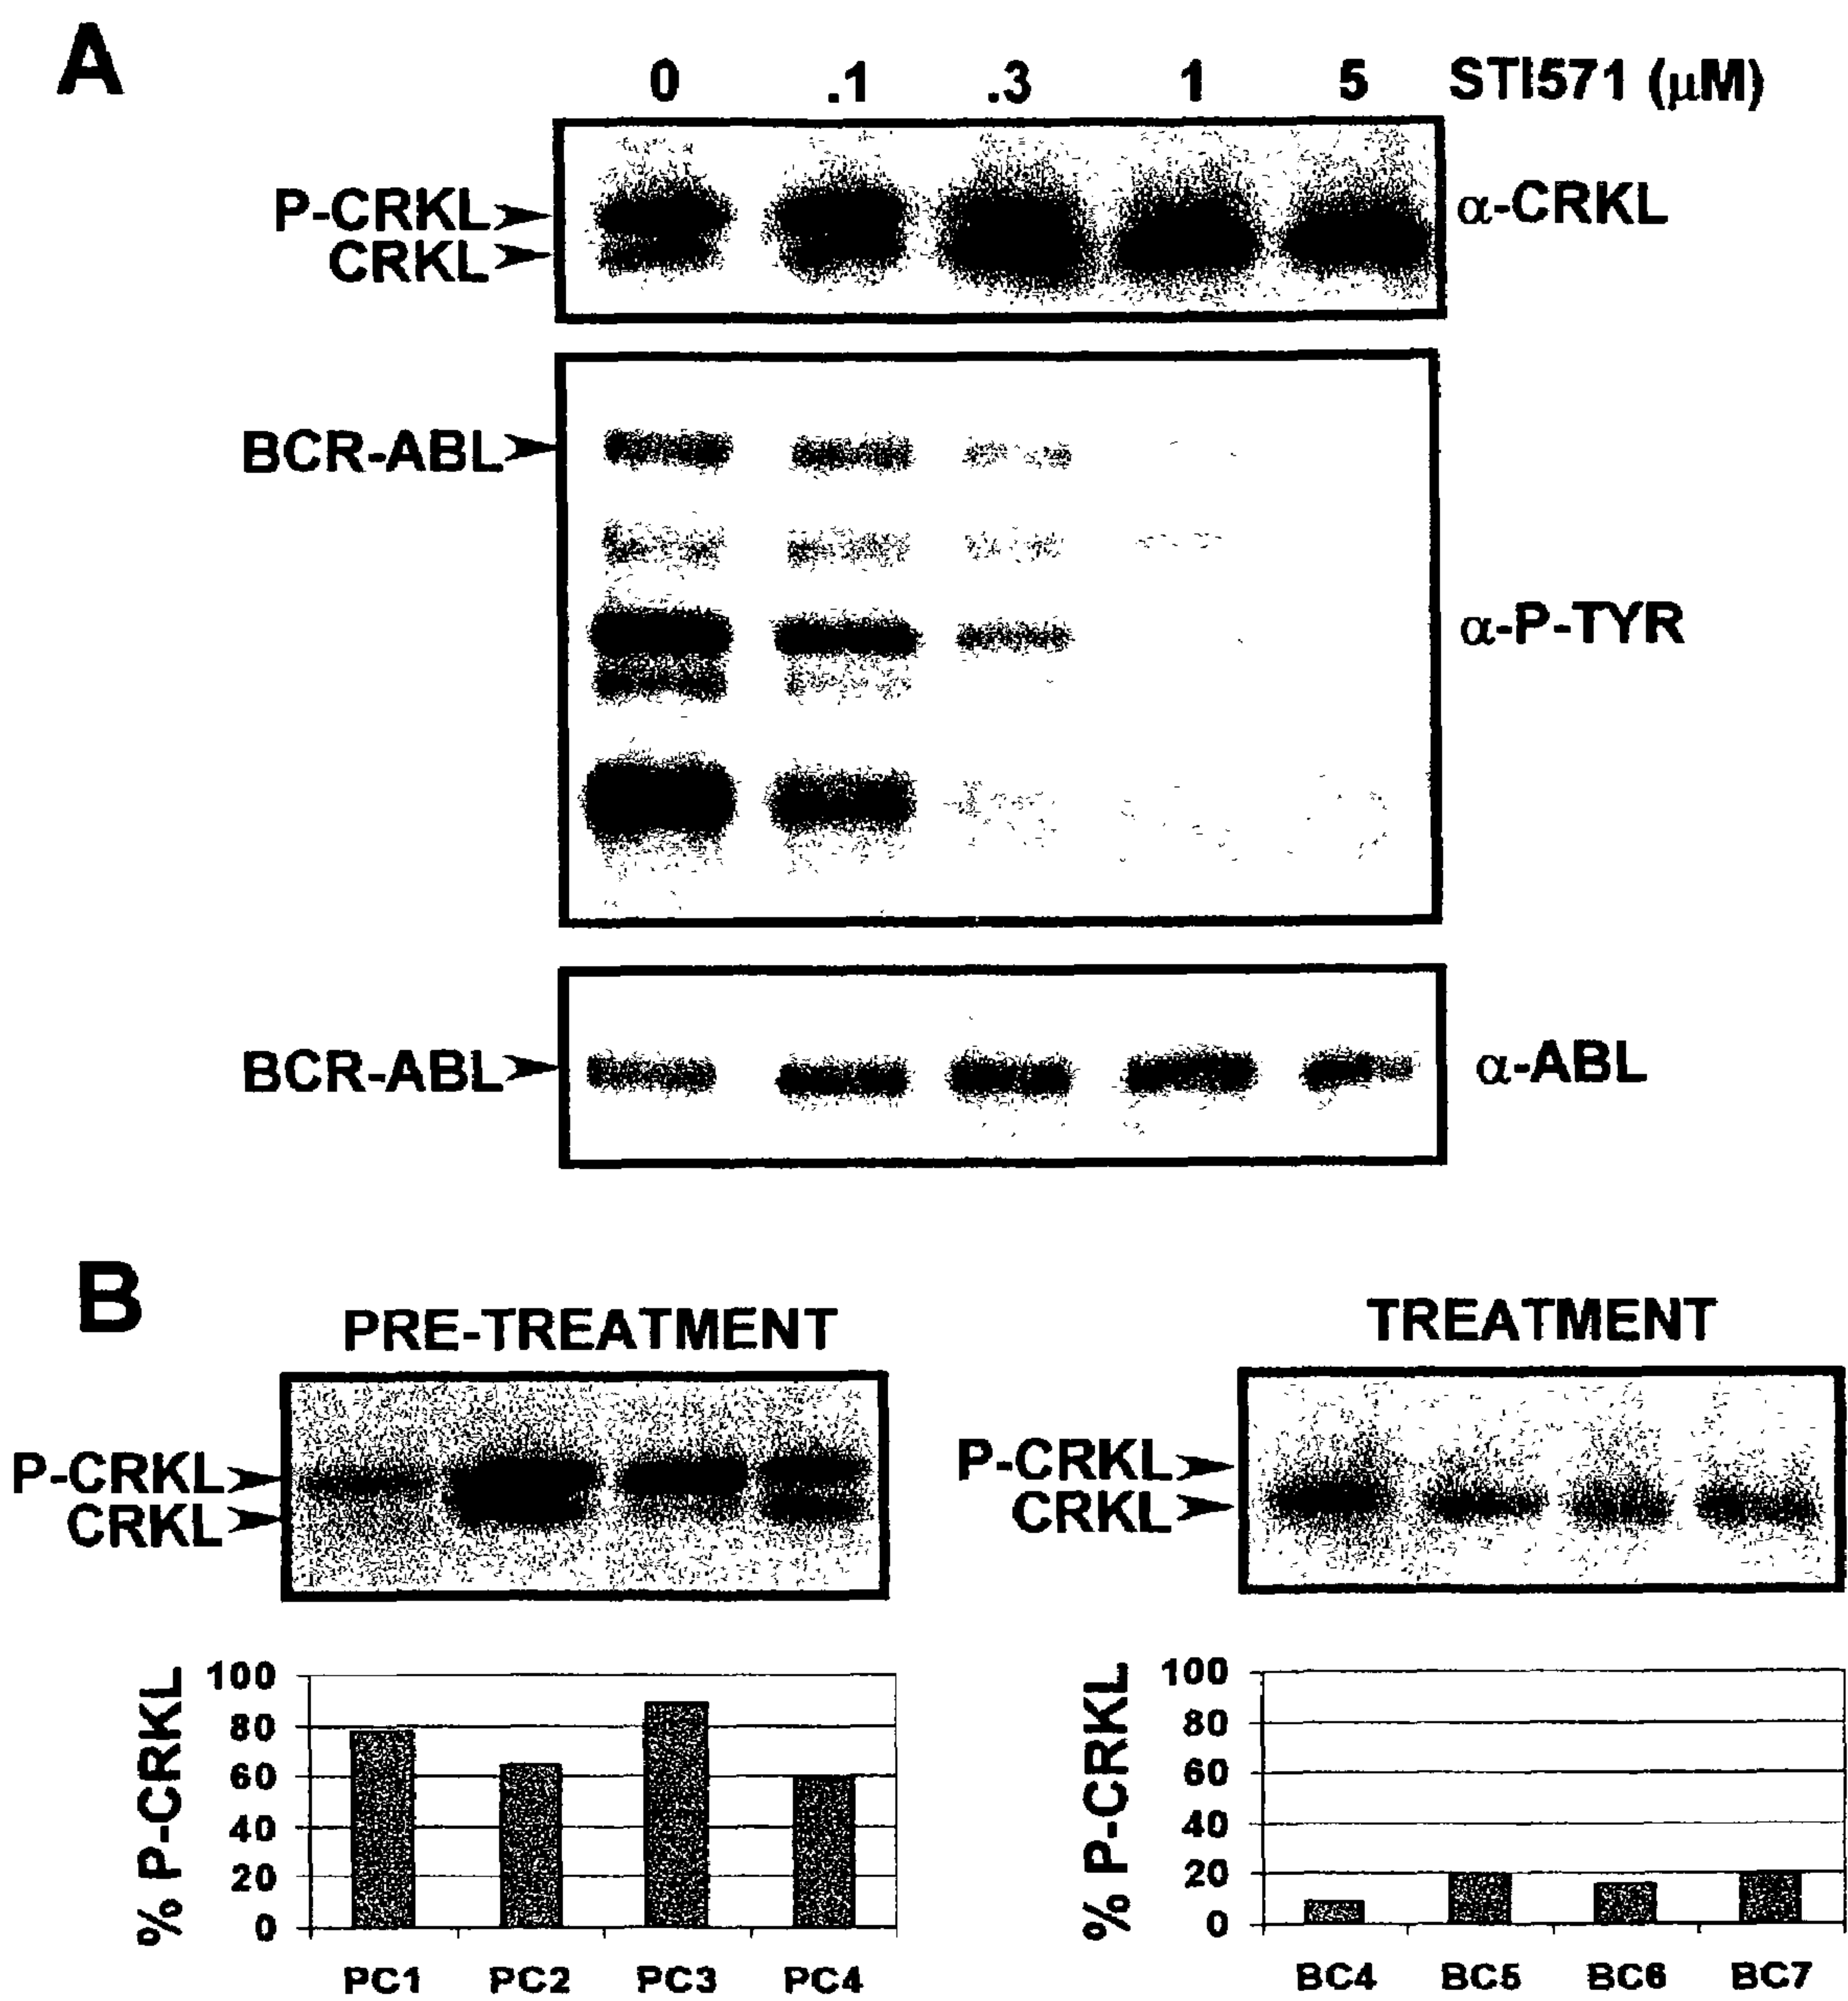 A
0 .1 .3 1 5 STI571 (μM)
P-CRKL
CRKL
α-CRKL
BCR-ABL
α-P-TYR
BCR-ABL
α-ABL
B
PRE-TREATMENT
P-CRKL
CRKL
% P-CRKL
100
80
60
40
20
0
PC1 PC2 PC3 PC4
TREATMENT
P-CRKL
CRKL
% P-CRKL
100
80
60
40
20
0
BC4 BC5 BC6 BC7